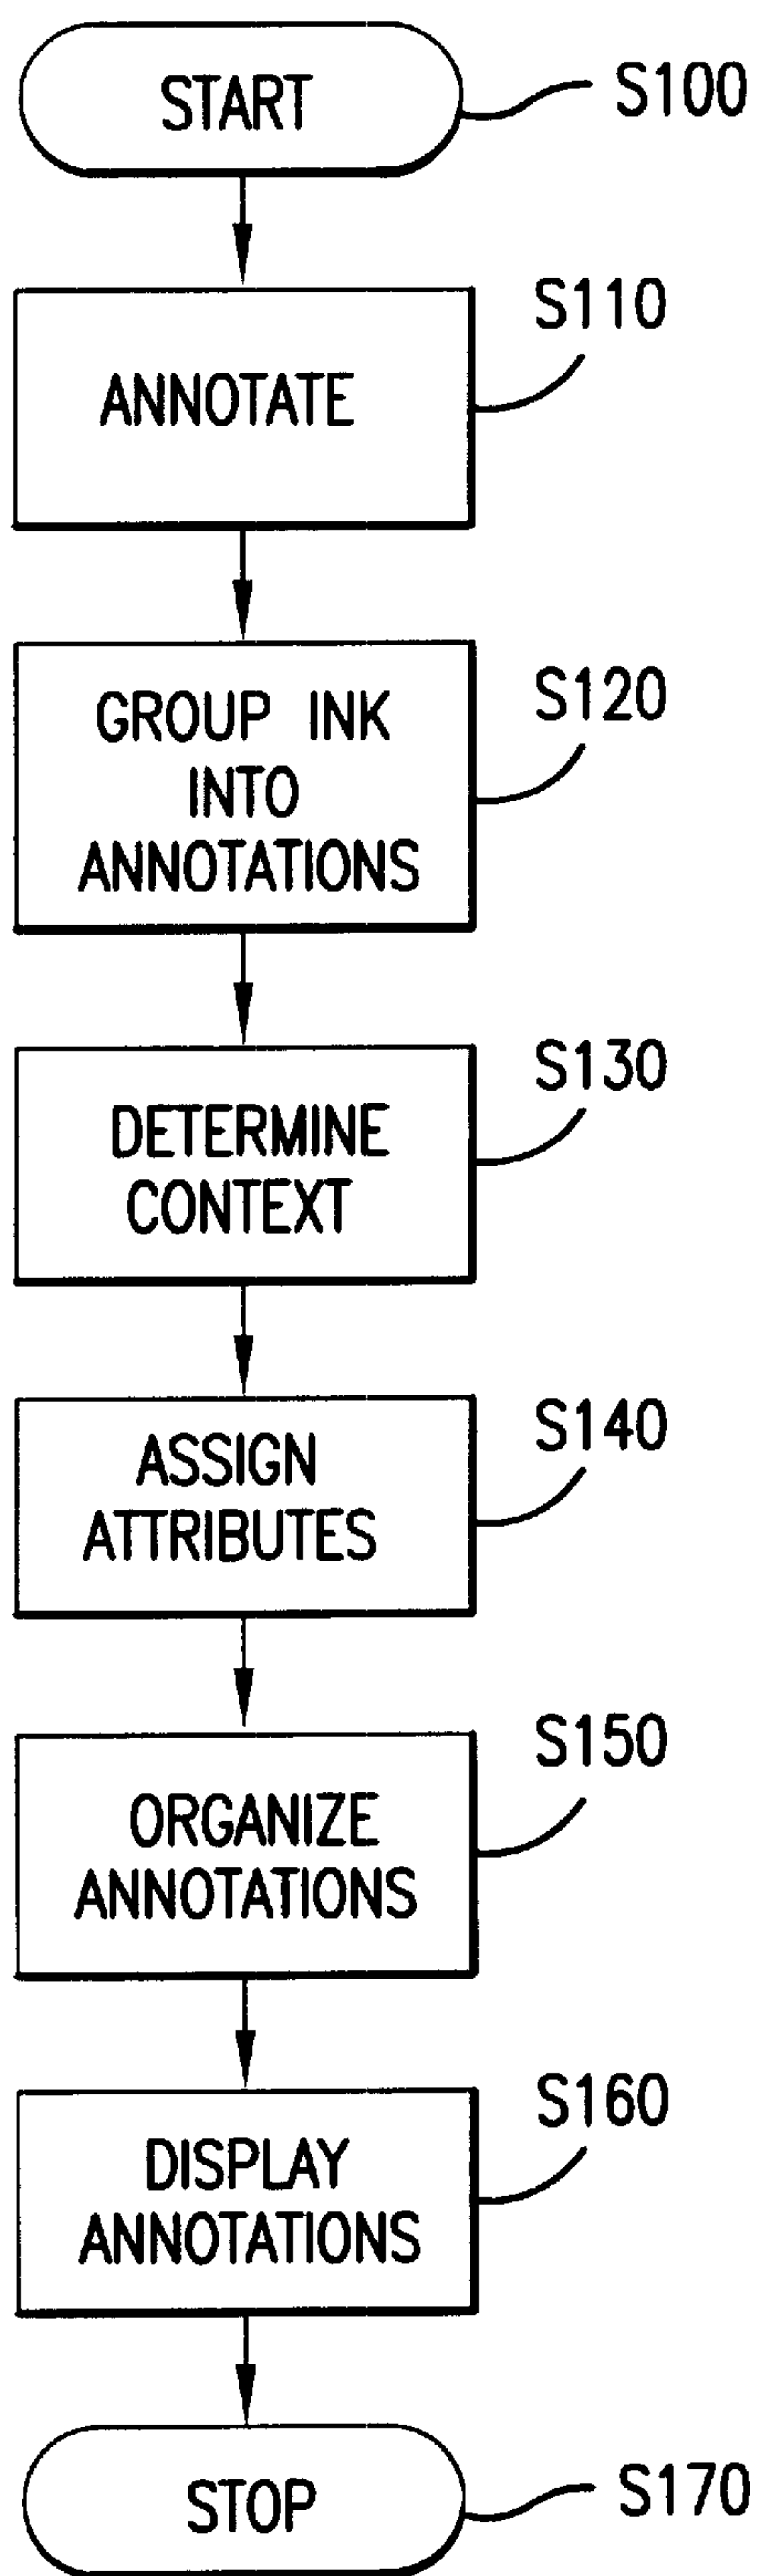 START
S100
S110
ANNOTATE
S120
GROUP INK
INTO
ANNOTATIONS
S130
DETERMINE
CONTEXT
S140
ASSIGN
ATTRIBUTES
S150
ORGANIZE
ANNOTATIONS
S160
DISPLAY
ANNOTATIONS
STOP
S170